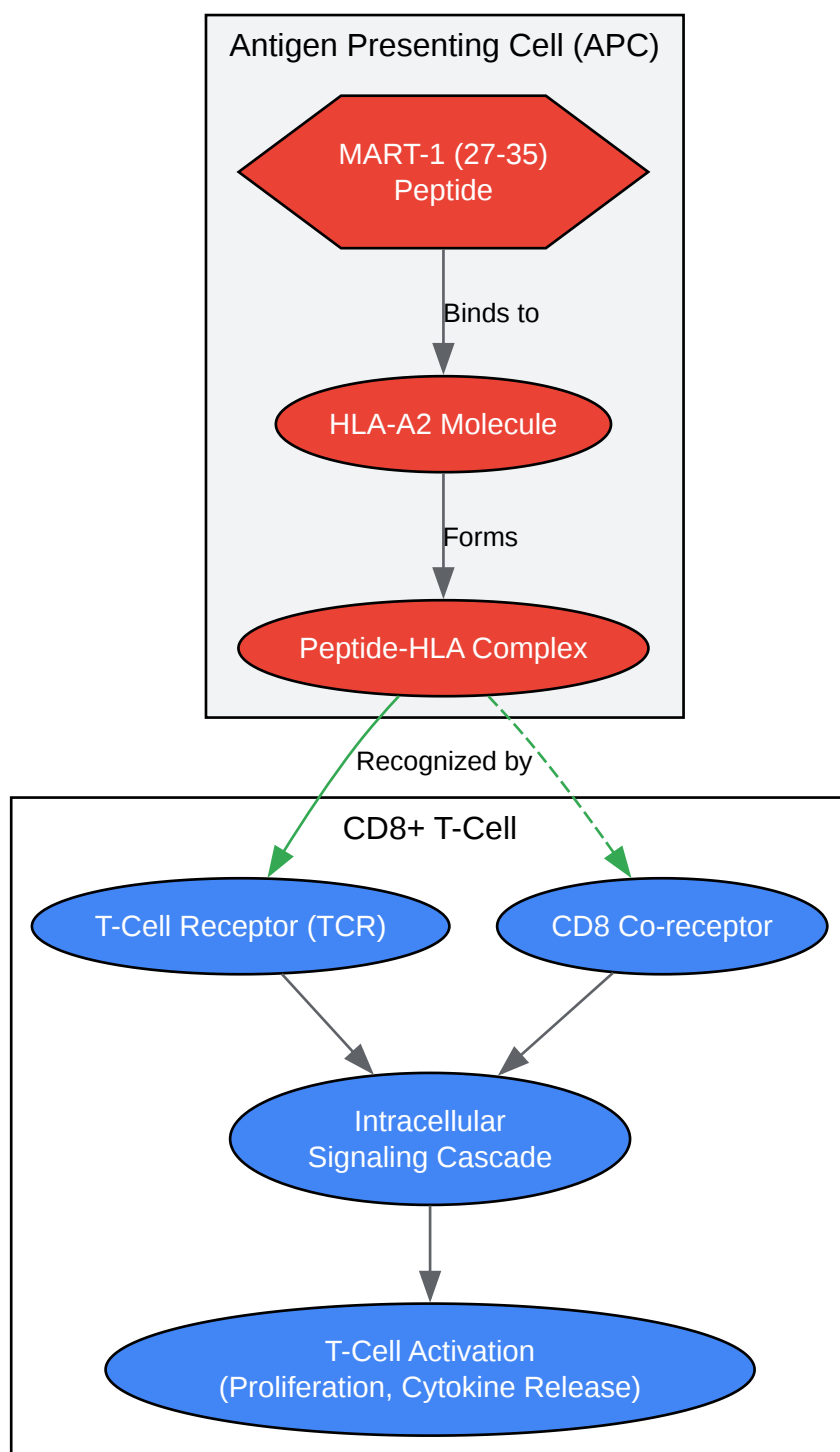 Antigen Presenting Cell (APC)
MART-1 (27-35)
Peptide
Binds to
HLA-A2 Molecule
Forms
Peptide-HLA Complex
Recognized by
CD8+ T-Cell
T-Cell Receptor (TCR)
CD8 Co-receptor
Intracellular
Signaling Cascade
T-Cell Activation
(Proliferation, Cytokine Release)